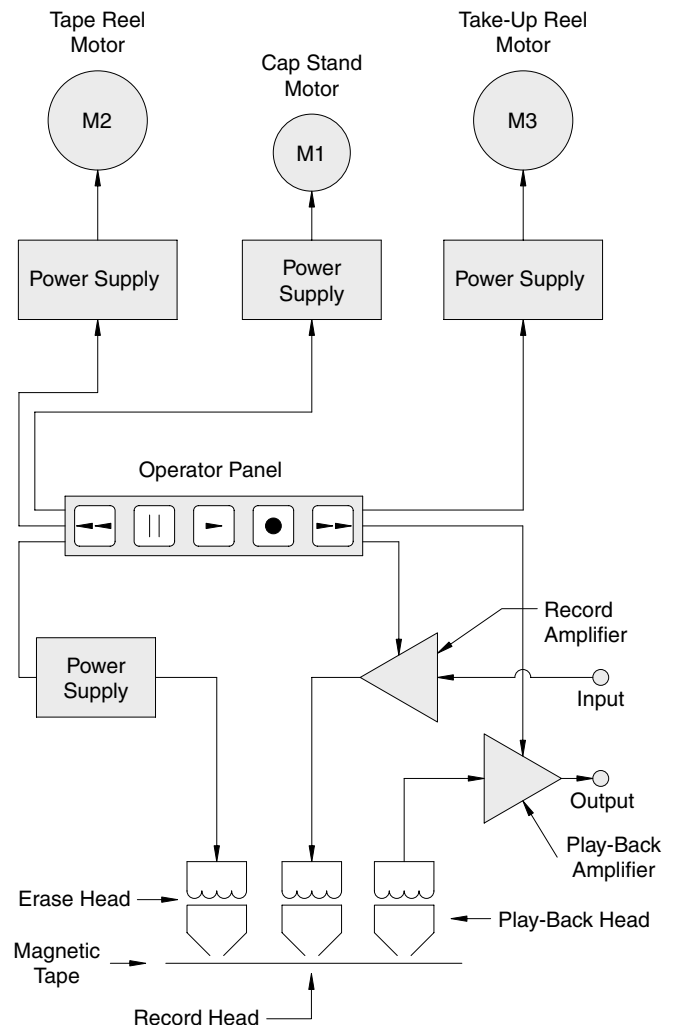 Tape Reel
Motor
Cap Stand
Motor
Take-Up Reel
Motor
M2
M1
M3
Power Supply
Power
Supply
Power Supply
Operator Panel
Record
Amplifier
Power
Supply
Input
Output
Play-Back
Amplifier
Erase Head
Play-Back Head
Magnetic
Tape
Record Head